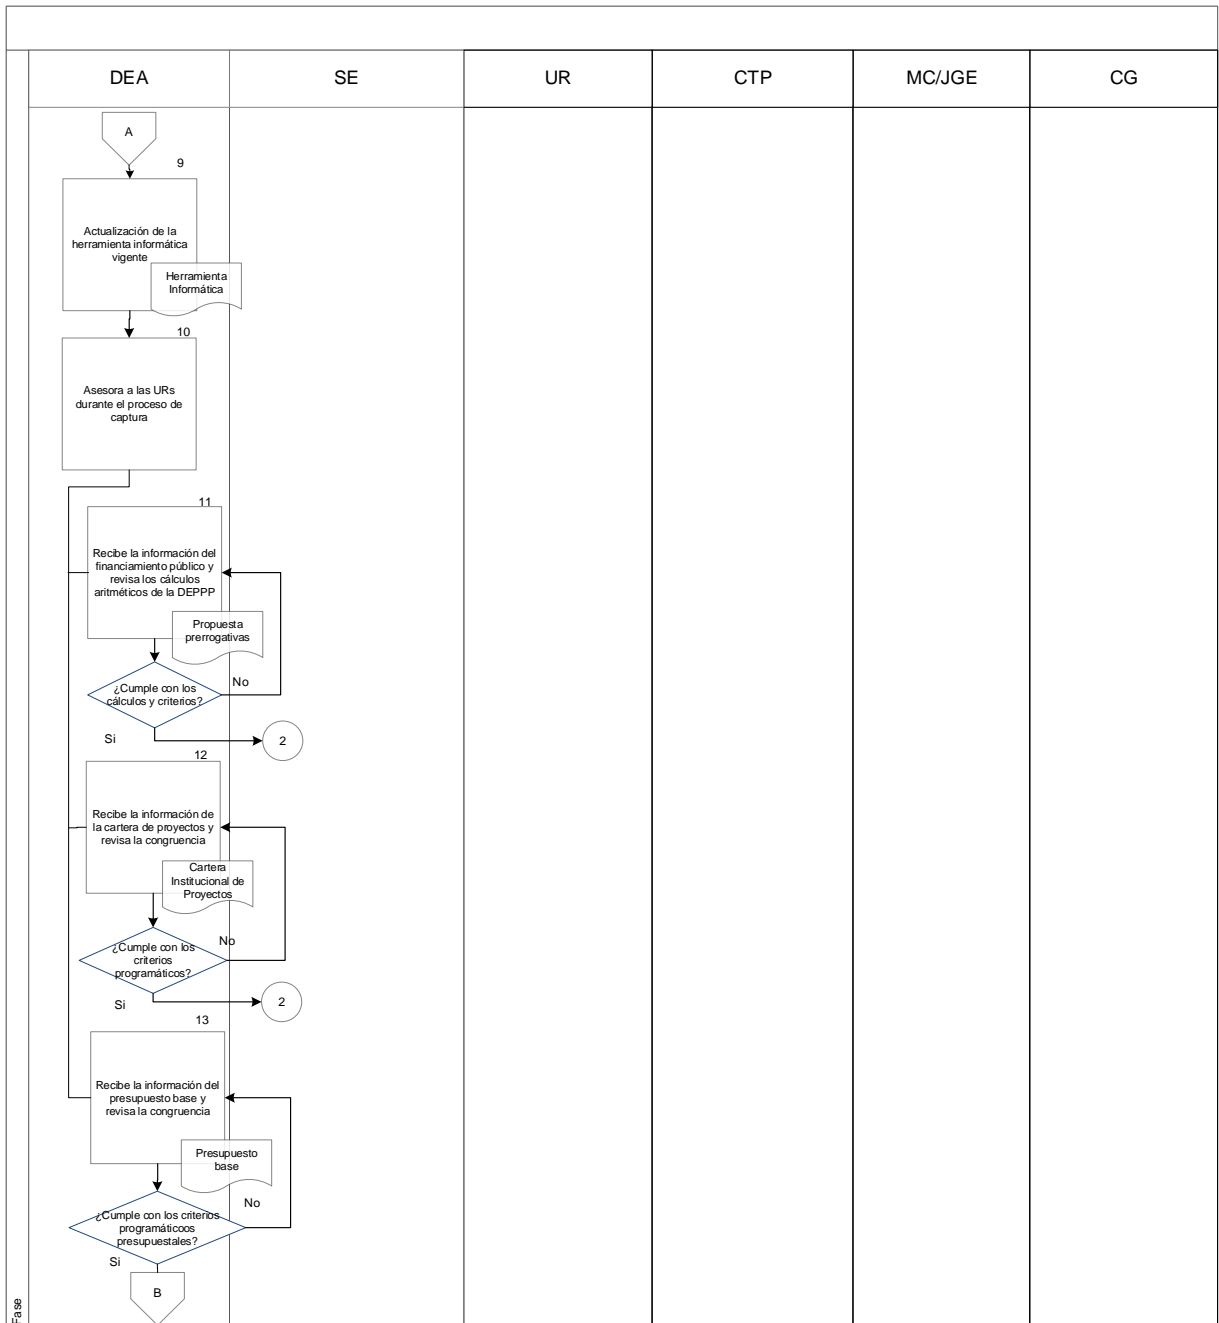 DEA
SE
UR
CTP
MC/JGE
CG
A
9
Actualización de la
herramienta informática
vigente
Herramienta
Informática
10
Asesora a las URs
durante el proceso de
captura
11
Recibe la información del
financiamiento público y
revisa los cálculos
aritméticos de la DEPPP
Propuesta
prerrogativas
¿Cumple con los
cálculos y criterios?
No
Si
2
12
Recibe la información de
la cartera de proyectos y
revisa la congruencia
Cartera
Institucional de
Proyectos
¿Cumple con los
criterios
programáticos?
No
Si
2
13
Recibe la información del
presupuesto base y
revisa la congruencia
Presupuesto
base
¿Cumple con los criterios
programáticoos
presupuestales?
No
Si
B
Fase